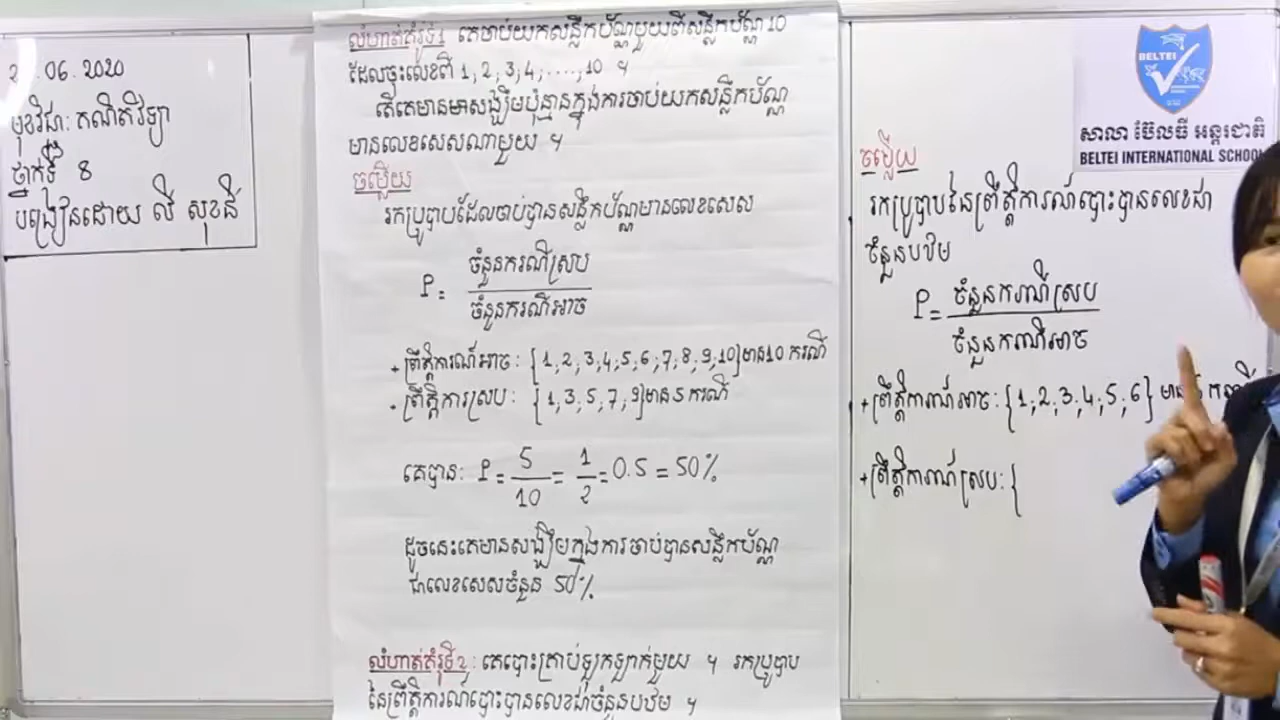 .06.2020
មុខវិជ្ជា: គណិតវិទ្យា
ថ្នាក់ទី 8
បង្រៀនដោយ លី សុខនី
លំហាត់គំរូទី1 គេចាប់យកសន្លឹកប័ណ្ណមួយពីសន្លឹកប័ណ្ណ 10
ដែលចុះលេខពី 1, 2, 3, 4, ...., 10 ។
តើគេមានអាសង្ឃឹមប៉ុន្មានក្នុងការចាប់យកសន្លឹកប័ណ្ណ
មានលេខសេសណាមួយ ។
ចម្លើយ
រកប្រូបាបដែលចាប់បានសន្លឹកប័ណ្ណមានលេខសេស
P = ចំនួនករណីស្រប
ចំនួនករណីអាច
+ ព្រឹត្តិការណ៍អាច: {1,2,3,4,5,6,7,8,9,10} មាន10 ករណី
+ ព្រឹត្តិការស្រប: {1,3,5,7,9} មាន 5 ករណី
គេបាន: P = 5/10 = 1/2 = 0.5 = 50%
ដូចនេះគេមានសង្ឃឹមក្នុងការចាប់បានសន្លឹកប័ណ្ណ
ជាលេខសេសចំនួន 50%
លំហាត់គំរូទី2: គេបោះគ្រាប់ឡុកឡាក់មួយ ។ រកប្រូបាប
នៃព្រឹត្តិការណ៍បោះបានលេខជាចំនួនបឋម ។
BELTEI
សាលា ប៊ែលធី អន្តរជាតិ
BELTEI INTERNATIONAL SCHOOL
ចម្លើយ
រកប្រូបាបនៃព្រឹត្តិការណ៍បោះបានលេខជា
ចំនួនបឋម
P = ចំនួនករណីស្រប
ចំនួនករណីអាច
+ ព្រឹត្តិការណ៍អាច: {1,2,3,4,5,6} មាន ករណី
+ ព្រឹត្តិការណ៍ស្រប: {